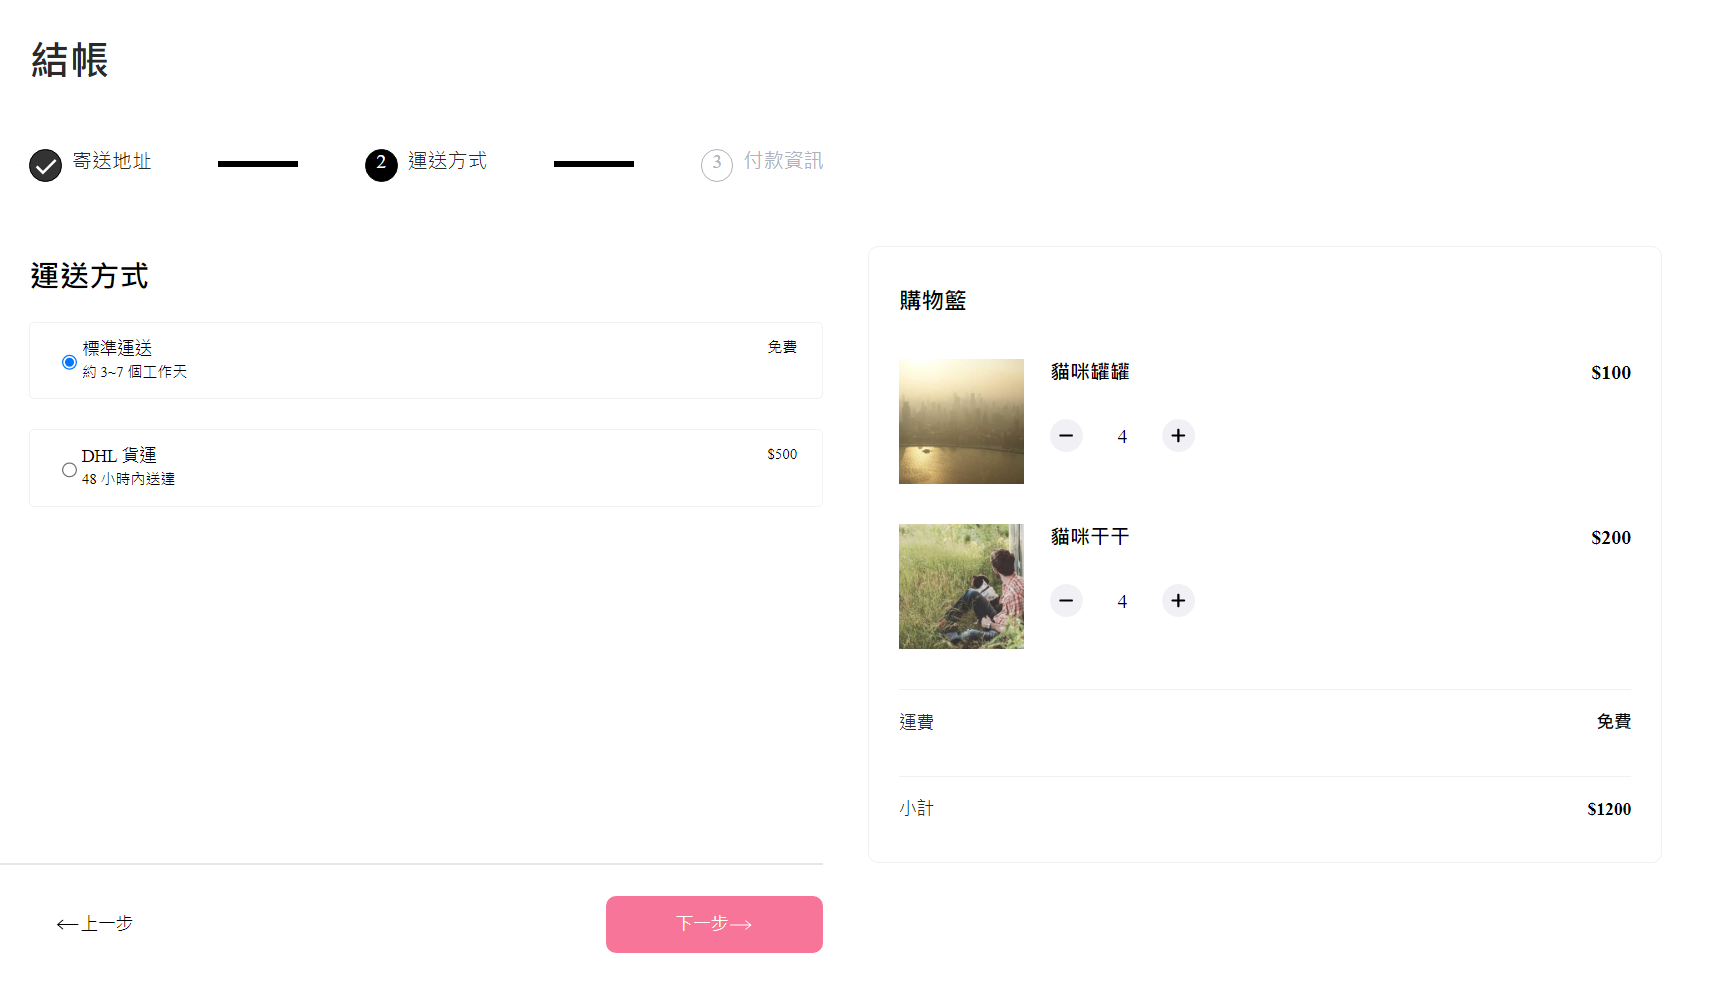 結帳
寄送地址
2 運送方式
3 付款資訊
運送方式
標準運送 免費
約 3~7 個工作天
DHL 貨運 $500
48 小時內送達
購物籃
貓咪罐罐 $100
4
貓咪干干 $200
4
運費 免費
小計 $1200
←上一步
下一步→